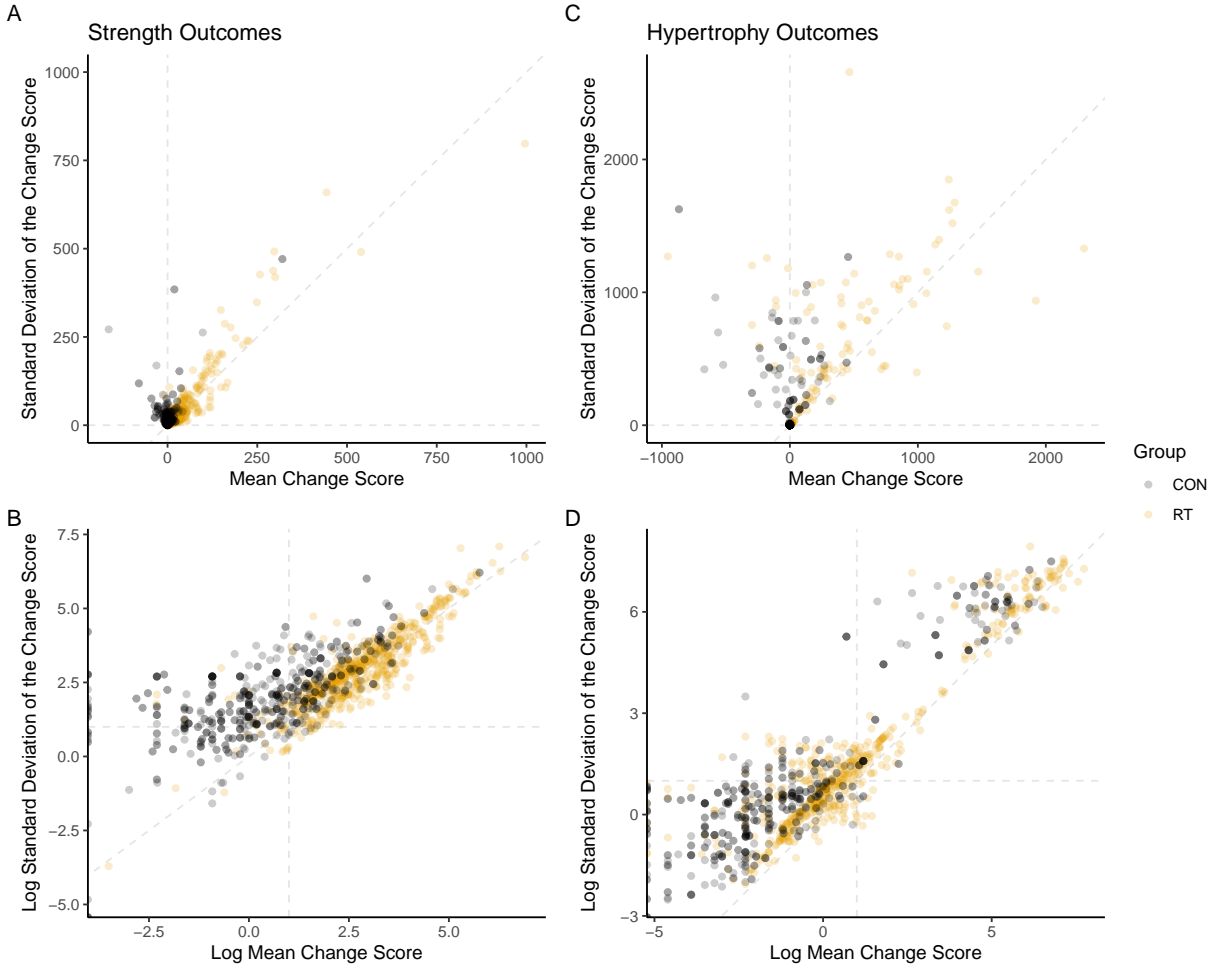 A
Strength Outcomes
Standard Deviation of the Change Score
1000
750
500
250
0
0
250
500
750
1000
Mean Change Score
C
Hypertrophy Outcomes
Standard Deviation of the Change Score
2000
1000
0
−1000
0
1000
2000
Mean Change Score
Group
CON
RT
B
Log Standard Deviation of the Change Score
7.5
5.0
2.5
0.0
−2.5
−5.0
−2.5
0.0
2.5
5.0
Log Mean Change Score
D
Log Standard Deviation of the Change Score
6
3
0
−3
−5
0
5
Log Mean Change Score